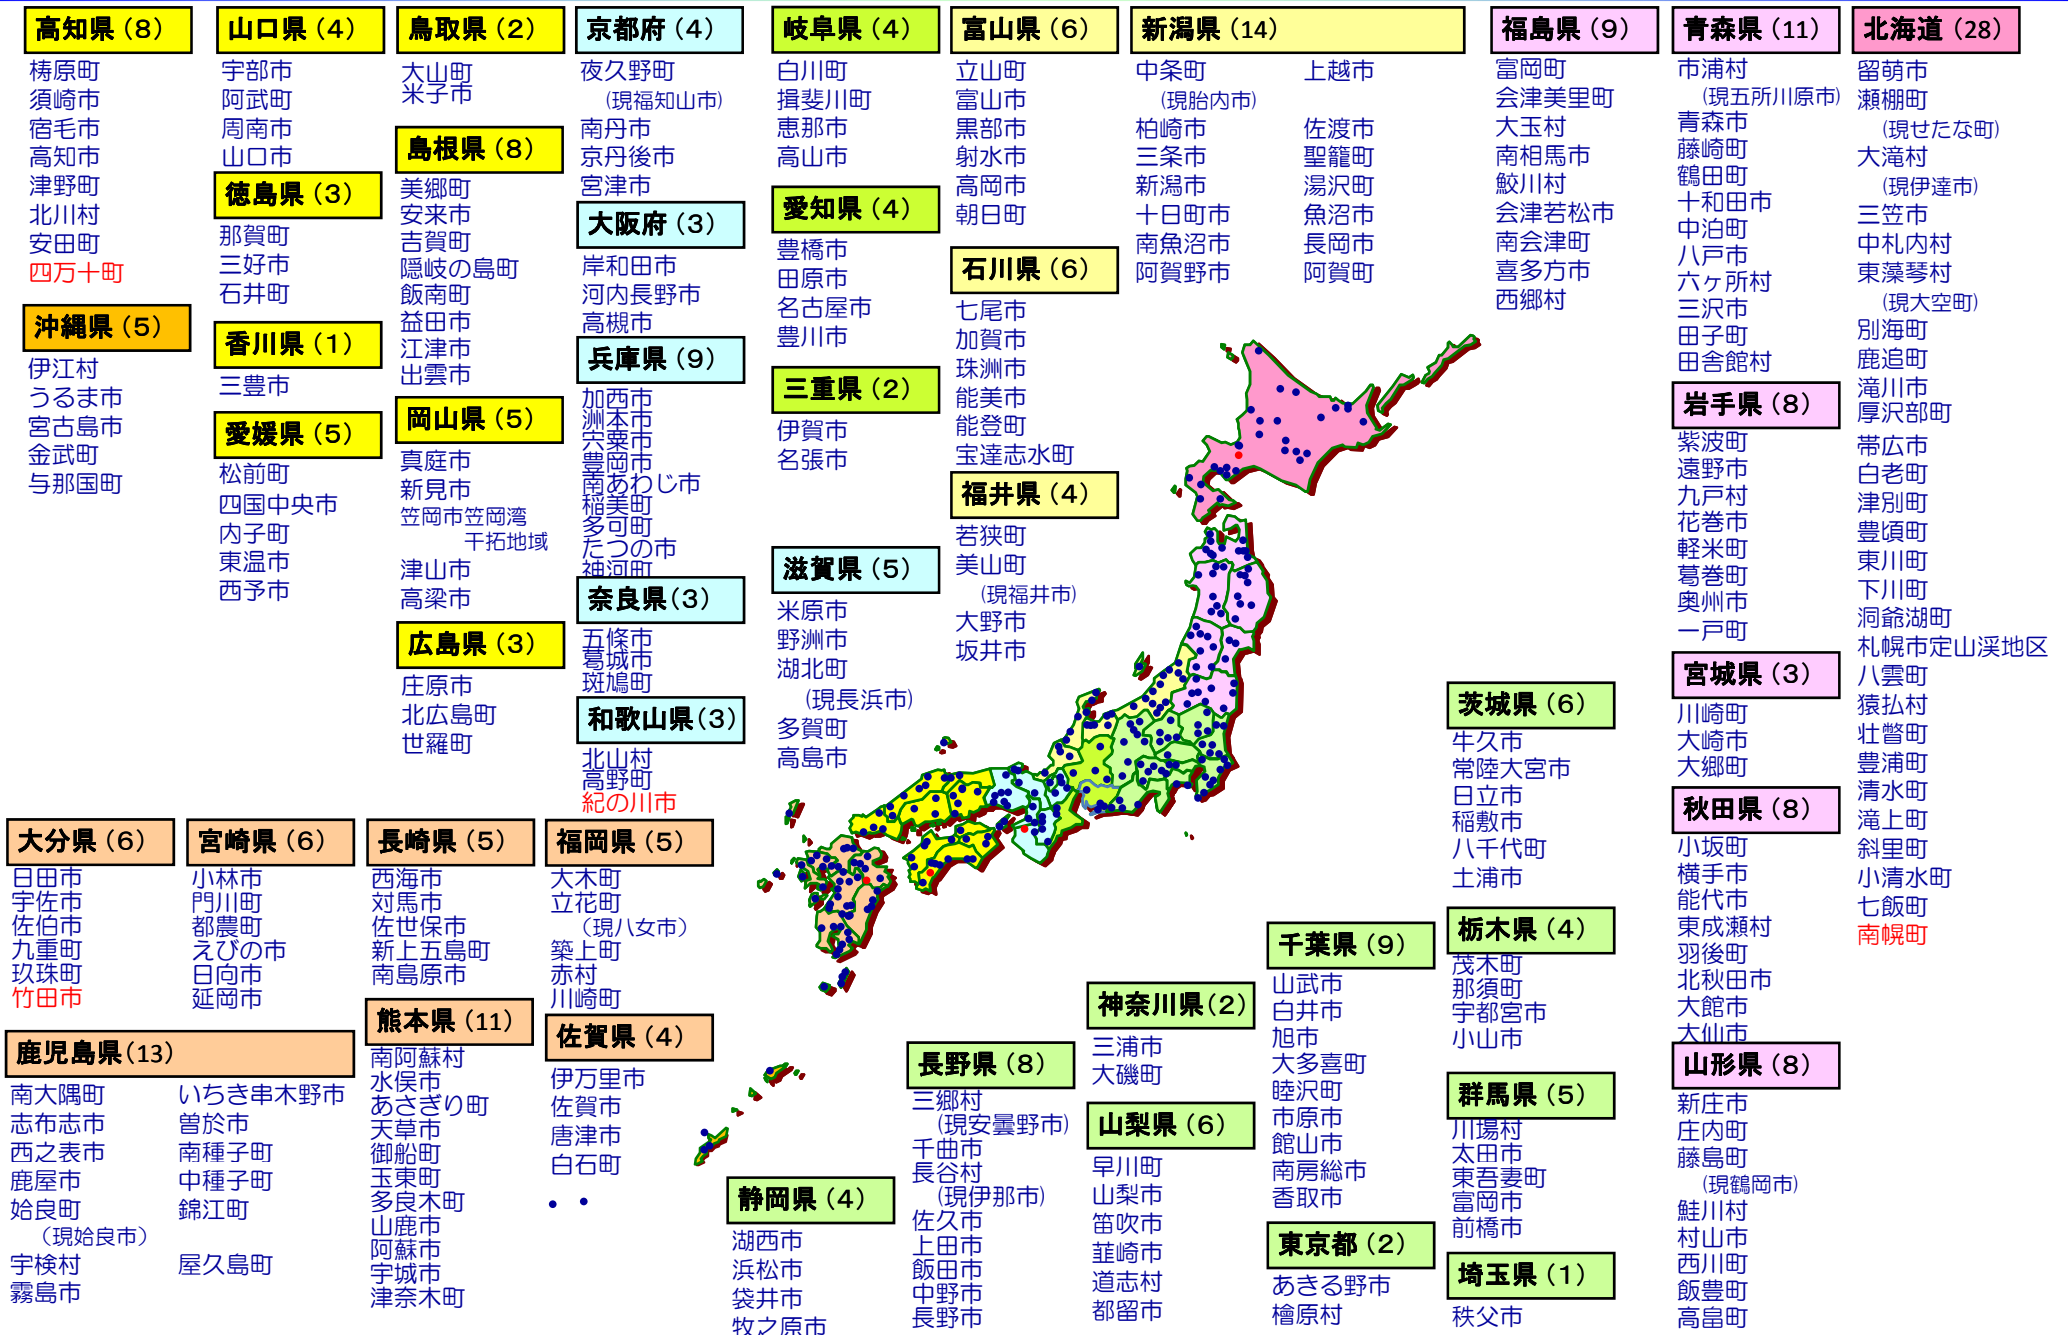 高知県（8）
梼原町
須崎市
宿毛市
高知市
津野町
北川村
安田町
四万十町
沖縄県（5）
伊江村
うるま市
宮古島市
金武町
与那国町
山口県（4）
宇部市
阿武町
周南市
山口市
徳島県（3）
那賀町
三好市
石井町
香川県（1）
三豊市
愛媛県（5）
松前町
四国中央市
内子町
東温市
西予市
鳥取県（2）
大山町
米子市
島根県（8）
美郷町
安来市
吉賀町
隠岐の島町
飯南町
益田市
江津市
出雲市
岡山県（5）
真庭市
新見市
笠岡市笠岡湾
干拓地域
津山市
高梁市
広島県（3）
庄原市
北広島町
世羅町
京都府（4）
夜久野町
（現福知山市）
南丹市
京丹後市
宮津市
大阪府（3）
岸和田市
河内長野市
高槻市
兵庫県（9）
加西市
洲本市
宍粟市
豊岡市
南あわじ市
稲美町
多可町
たつの市
神河町
奈良県（3）
五條市
葛城市
斑鳩町
和歌山県（3）
北山村
高野町
紀の川市
岐阜県（4）
白川町
揖斐川町
恵那市
高山市
愛知県（4）
豊橋市
田原市
名古屋市
豊川市
三重県（2）
伊賀市
名張市
滋賀県（5）
米原市
野洲市
湖北町
（現長浜市）
多賀町
高島市
富山県（6）
立山町
富山市
黒部市
射水市
高岡市
朝日町
石川県（6）
七尾市
加賀市
珠洲市
能美市
能登町
宝達志水町
福井県（4）
若狭町
美山町
（現福井市）
大野市
坂井市
新潟県（14）
中条町 上越市
（現胎内市）
柏崎市 佐渡市
三条市 聖籠町
新潟市 湯沢町
十日町市 魚沼市
南魚沼市 長岡市
阿賀野市 阿賀町
福島県（9）
富岡町
会津美里町
大玉村
南相馬市
鮫川村
会津若松市
南会津町
喜多方市
西郷村
青森県（11）
市浦村
（現五所川原市）
青森市
藤崎町
鶴田町
十和田市
中泊町
八戸市
六ヶ所村
三沢市
田子町
田舎館村
岩手県（8）
紫波町
遠野市
九戸村
花巻市
軽米町
葛巻町
奥州市
一戸町
宮城県（3）
川崎町
大崎市
大郷町
秋田県（8）
小坂町
横手市
能代市
東成瀬村
羽後町
北秋田市
大館市
大仙市
山形県（8）
新庄市
庄内町
藤島町
（現鶴岡市）
鮭川村
村山市
西川町
飯豊町
高畠町
北海道（28）
留萌市
瀬棚町
（現せたな町）
大滝村
（現伊達市）
三笠市
中札内村
東藻琴村
（現大空町）
別海町
鹿追町
滝川市
厚沢部町
帯広市
白老町
津別町
豊頃町
東川町
下川町
洞爺湖町
札幌市定山渓地区
八雲町
猿払村
壮瞥町
豊浦町
清水町
滝上町
斜里町
小清水町
七飯町
南幌町
茨城県（6）
牛久市
常陸大宮市
日立市
稲敷市
八千代町
土浦市
栃木県（4）
茂木町
那須町
宇都宮市
小山市
群馬県（5）
川場村
太田市
東吾妻町
富岡市
前橋市
埼玉県（1）
秩父市
千葉県（9）
山武市
白井市
旭市
大多喜町
睦沢町
市原市
館山市
南房総市
香取市
東京都（2）
あきる野市
檜原村
神奈川県（2）
三浦市
大磯町
山梨県（6）
早川町
山梨市
笛吹市
韮崎市
道志村
都留市
長野県（8）
三郷村
（現安曇野市）
千曲市
長谷村
（現伊那市）
佐久市
上田市
飯田市
中野市
長野市
静岡県（4）
湖西市
浜松市
袋井市
牧之原市
大分県（6）
日田市
宇佐市
佐伯市
九重町
玖珠町
竹田市
宮崎県（6）
小林市
門川町
都農町
えびの市
日向市
延岡市
長崎県（5）
西海市
対馬市
佐世保市
新上五島町
南島原市
福岡県（5）
大木町
立花町
（現八女市）
築上町
赤村
川崎町
鹿児島県（13）
南大隅町 いちき串木野市
志布志市 曽於市
西之表市 南種子町
鹿屋市 中種子町
姶良町 錦江町
（現姶良市）
宇検村 屋久島町
霧島市
熊本県（11）
南阿蘇村
水俣市
あさぎり町
天草市
御船町
玉東町
多良木町
山鹿市
阿蘇市
宇城市
津奈木町
佐賀県（4）
伊万里市
佐賀市
唐津市
白石町